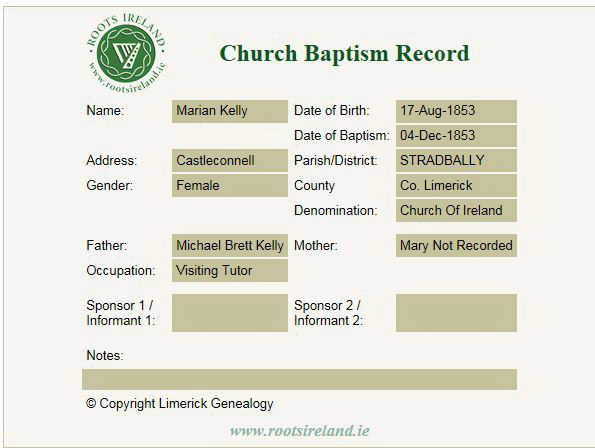 ROOTS IRELAND
www.rootsireland.ie
Church Baptism Record
Name: Marian Kelly Date of Birth: 17-Aug-1853
Date of Baptism: 04-Dec-1853
Address: Castleconnell Parish/District: STRADBALLY
Gender: Female County Co. Limerick
Denomination: Church Of Ireland
Father: Michael Brett Kelly Mother: Mary Not Recorded
Occupation: Visiting Tutor
Sponsor 1 / Sponsor 2 /
Informant 1: Informant 2:
Notes:
© Copyright Limerick Genealogy
www.rootsireland.ie